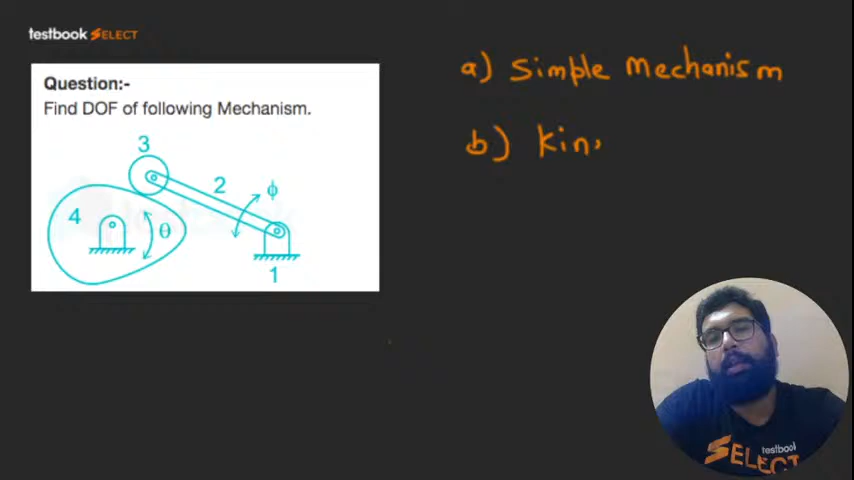 testbook SELECT
Question:-
Find DOF of following Mechanism.
3
2
ϕ
4
θ
1
a) Simple Mechanism
b) Kin
testbook
SELECT